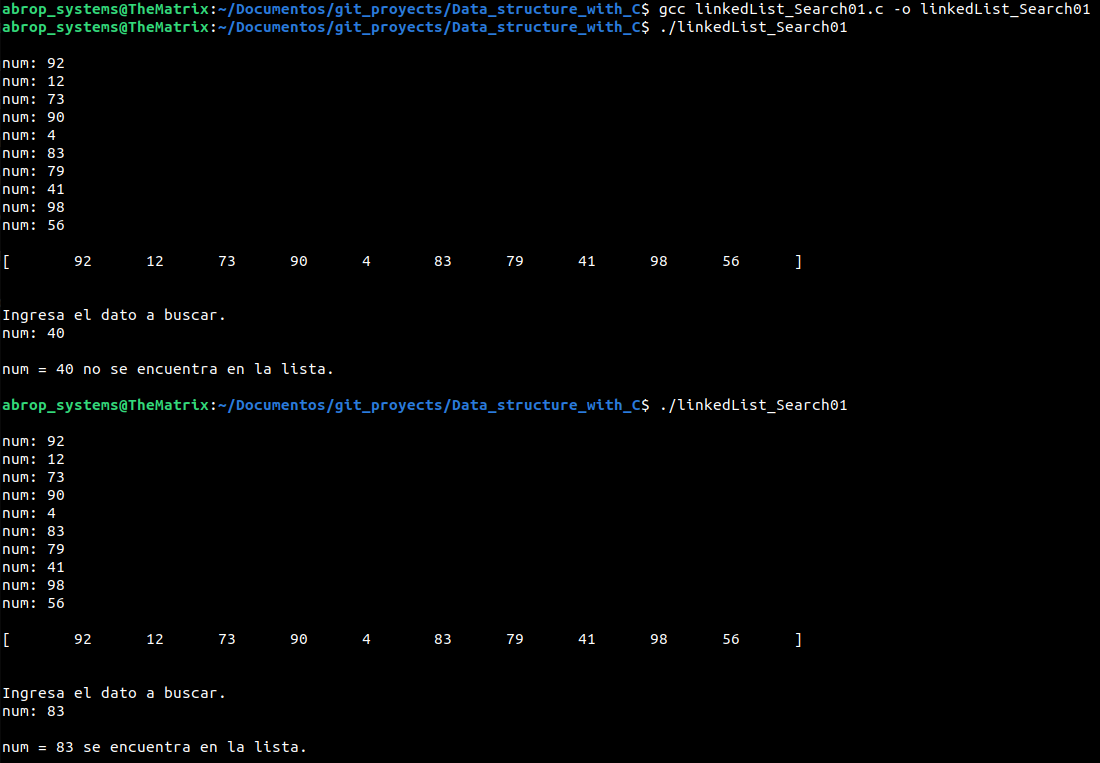 abrop_systems@TheMatrix:~/Documentos/git_proyects/Data_structure_with_C$ gcc linkedList_Search01.c -o linkedList_Search01
abrop_systems@TheMatrix:~/Documentos/git_proyects/Data_structure_with_C$ ./linkedList_Search01
num: 92
num: 12
num: 73
num: 90
num: 4
num: 83
num: 79
num: 41
num: 98
num: 56
[ 92 12 73 90 4 83 79 41 98 56 ]
Ingresa el dato a buscar.
num: 40
num = 40 no se encuentra en la lista.
abrop_systems@TheMatrix:~/Documentos/git_proyects/Data_structure_with_C$ ./linkedList_Search01
num: 92
num: 12
num: 73
num: 90
num: 4
num: 83
num: 79
num: 41
num: 98
num: 56
[ 92 12 73 90 4 83 79 41 98 56 ]
Ingresa el dato a buscar.
num: 83
num = 83 se encuentra en la lista.